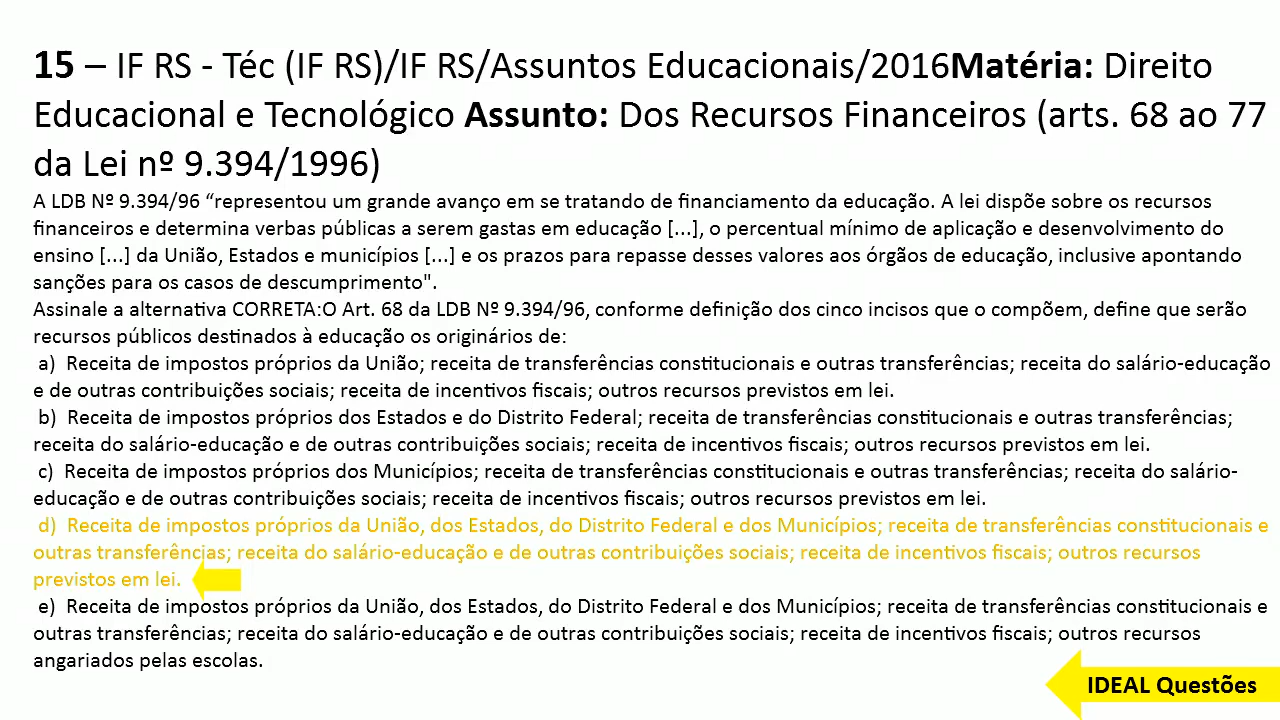 15 – IF RS - Téc (IF RS)/IF RS/Assuntos Educacionais/2016Matéria: Direito
Educacional e Tecnológico Assunto: Dos Recursos Financeiros (arts. 68 ao 77
da Lei nº 9.394/1996)
A LDB Nº 9.394/96 “representou um grande avanço em se tratando de financiamento da educação. A lei dispõe sobre os recursos
financeiros e determina verbas públicas a serem gastas em educação [...], o percentual mínimo de aplicação e desenvolvimento do
ensino [...] da União, Estados e municípios [...] e os prazos para repasse desses valores aos órgãos de educação, inclusive apontando
sanções para os casos de descumprimento".
Assinale a alternativa CORRETA:O Art. 68 da LDB Nº 9.394/96, conforme definição dos cinco incisos que o compõem, define que serão
recursos públicos destinados à educação os originários de:
a) Receita de impostos próprios da União; receita de transferências constitucionais e outras transferências; receita do salário-educação
e de outras contribuições sociais; receita de incentivos fiscais; outros recursos previstos em lei.
b) Receita de impostos próprios dos Estados e do Distrito Federal; receita de transferências constitucionais e outras transferências;
receita do salário-educação e de outras contribuições sociais; receita de incentivos fiscais; outros recursos previstos em lei.
c) Receita de impostos próprios dos Municípios; receita de transferências constitucionais e outras transferências; receita do salário-
educação e de outras contribuições sociais; receita de incentivos fiscais; outros recursos previstos em lei.
d) Receita de impostos próprios da União, dos Estados, do Distrito Federal e dos Municípios; receita de transferências constitucionais e
outras transferências; receita do salário-educação e de outras contribuições sociais; receita de incentivos fiscais; outros recursos
previstos em lei.
e) Receita de impostos próprios da União, dos Estados, do Distrito Federal e dos Municípios; receita de transferências constitucionais e
outras transferências; receita do salário-educação e de outras contribuições sociais; receita de incentivos fiscais; outros recursos
angariados pelas escolas.
IDEAL Questões